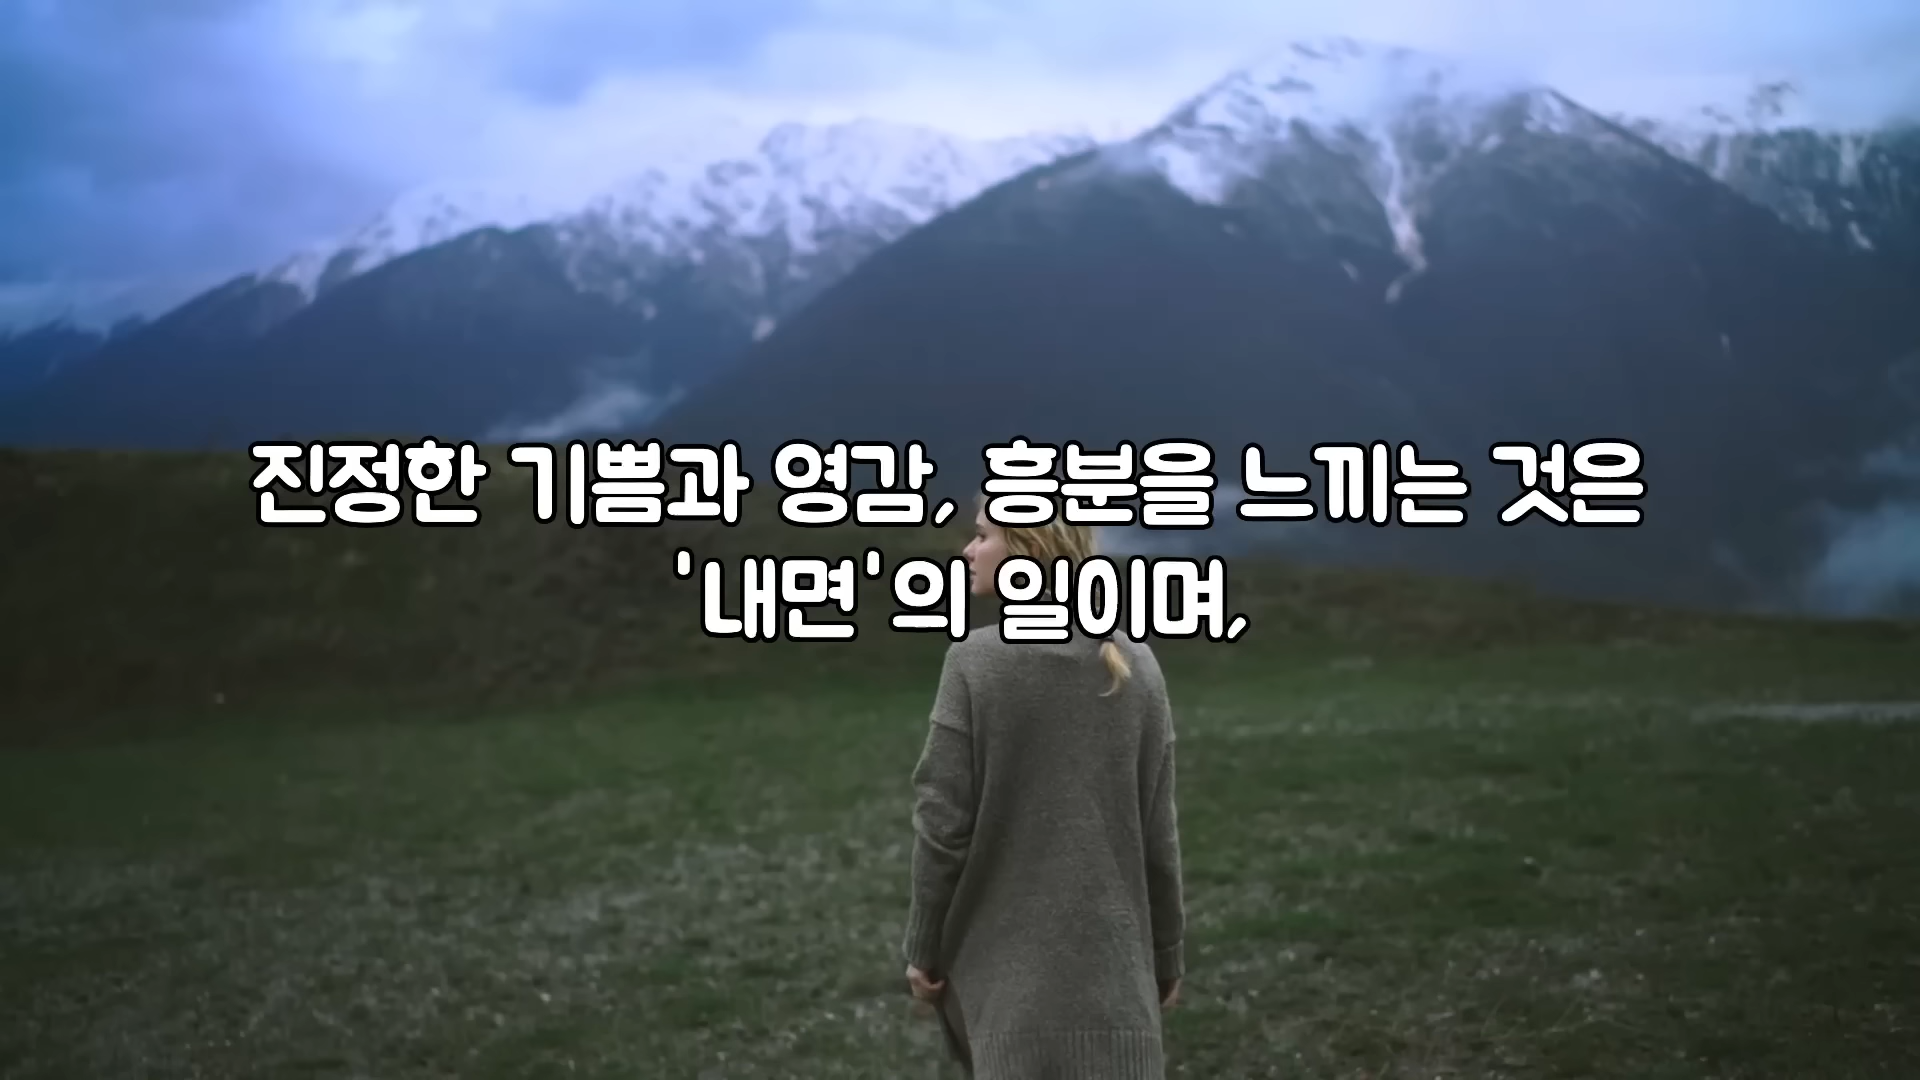 진정한 기쁨과 영감, 흥분을 느끼는 것은
'내면'의 일이며,